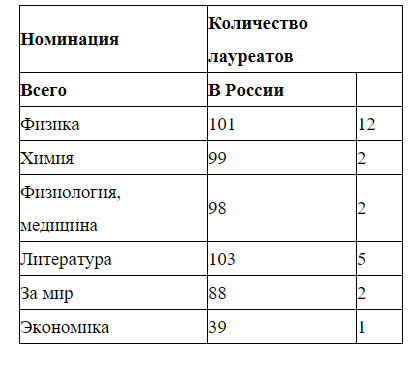 Номинация Количество
лауреатов
Всего В России
Физика 101 12
Химия 99 2
Физиология,
медицина 98 2
Литература 103 5
За мир 88 2
Экономика 39 1